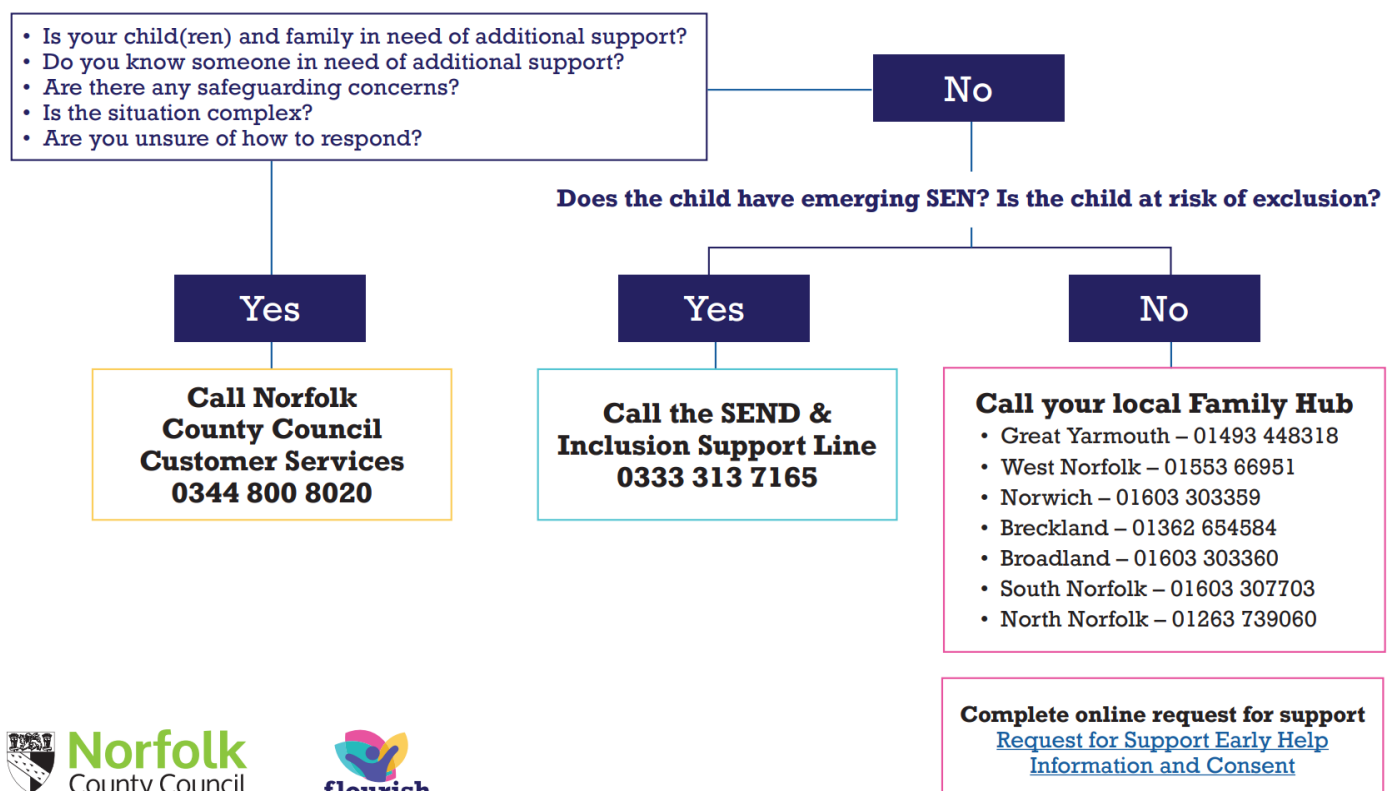 • Is your child(ren) and family in need of additional support?
• Do you know someone in need of additional support?
• Are there any safeguarding concerns?
• Is the situation complex?
• Are you unsure of how to respond?
No
Does the child have emerging SEN? Is the child at risk of exclusion?
Yes
Yes
No
Call Norfolk
County Council
Customer Services
0344 800 8020
Call the SEND &
Inclusion Support Line
0333 313 7165
Call your local Family Hub
• Great Yarmouth – 01493 448318
• West Norfolk – 01553 66951
• Norwich – 01603 303359
• Breckland – 01362 654584
• Broadland – 01603 303360
• South Norfolk – 01603 307703
• North Norfolk – 01263 739060
Complete online request for support
Request for Support Early Help
Information and Consent
Norfolk
County Council
flourish